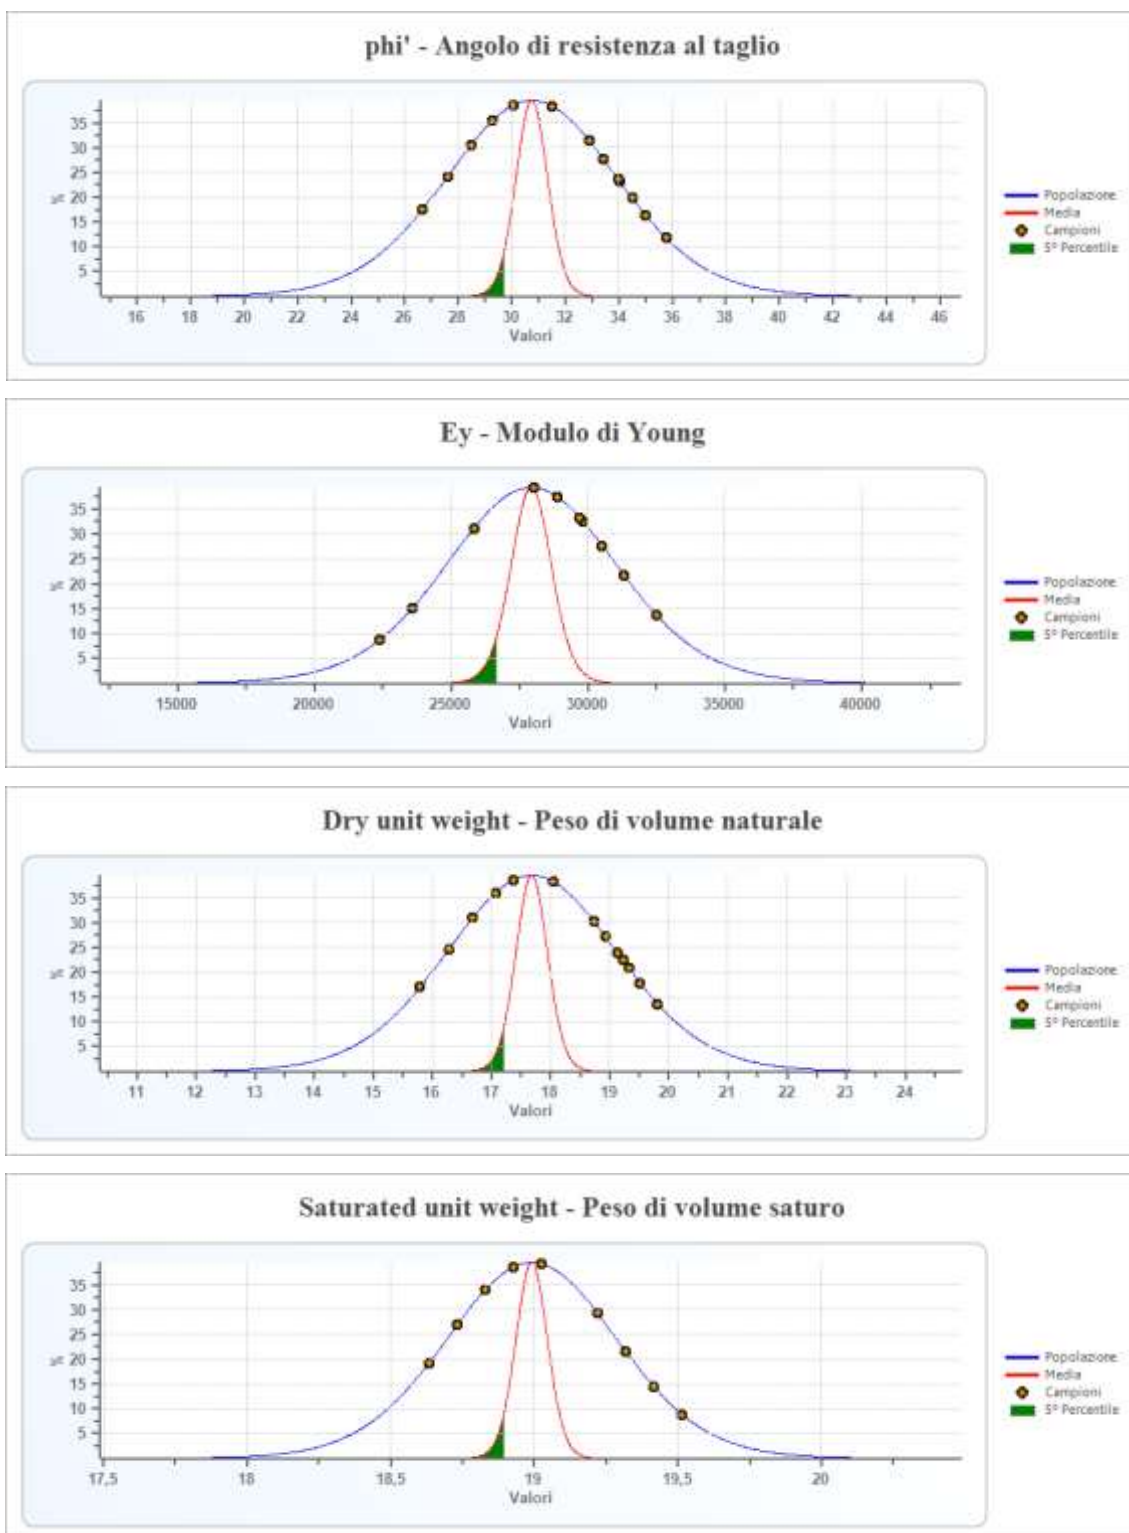 phi' - Angolo di resistenza al taglio
35
30
25
20
15
10
5
%
16 18 20 22 24 26 28 30 32 34 36 38 40 42 44 46
Valori
Popolazione
Media
Campioni
5° Percentile
Ey - Modulo di Young
35
30
25
20
15
10
5
%
15000 20000 25000 30000 35000 40000
Valori
Popolazione
Media
Campioni
5° Percentile
Dry unit weight - Peso di volume naturale
35
30
25
20
15
10
5
%
11 12 13 14 15 16 17 18 19 20 21 22 23 24
Valori
Popolazione
Media
Campioni
5° Percentile
Saturated unit weight - Peso di volume saturo
35
30
25
20
15
10
5
%
17,5 18 18,5 19 19,5 20
Valori
Popolazione
Media
Campioni
5° Percentile